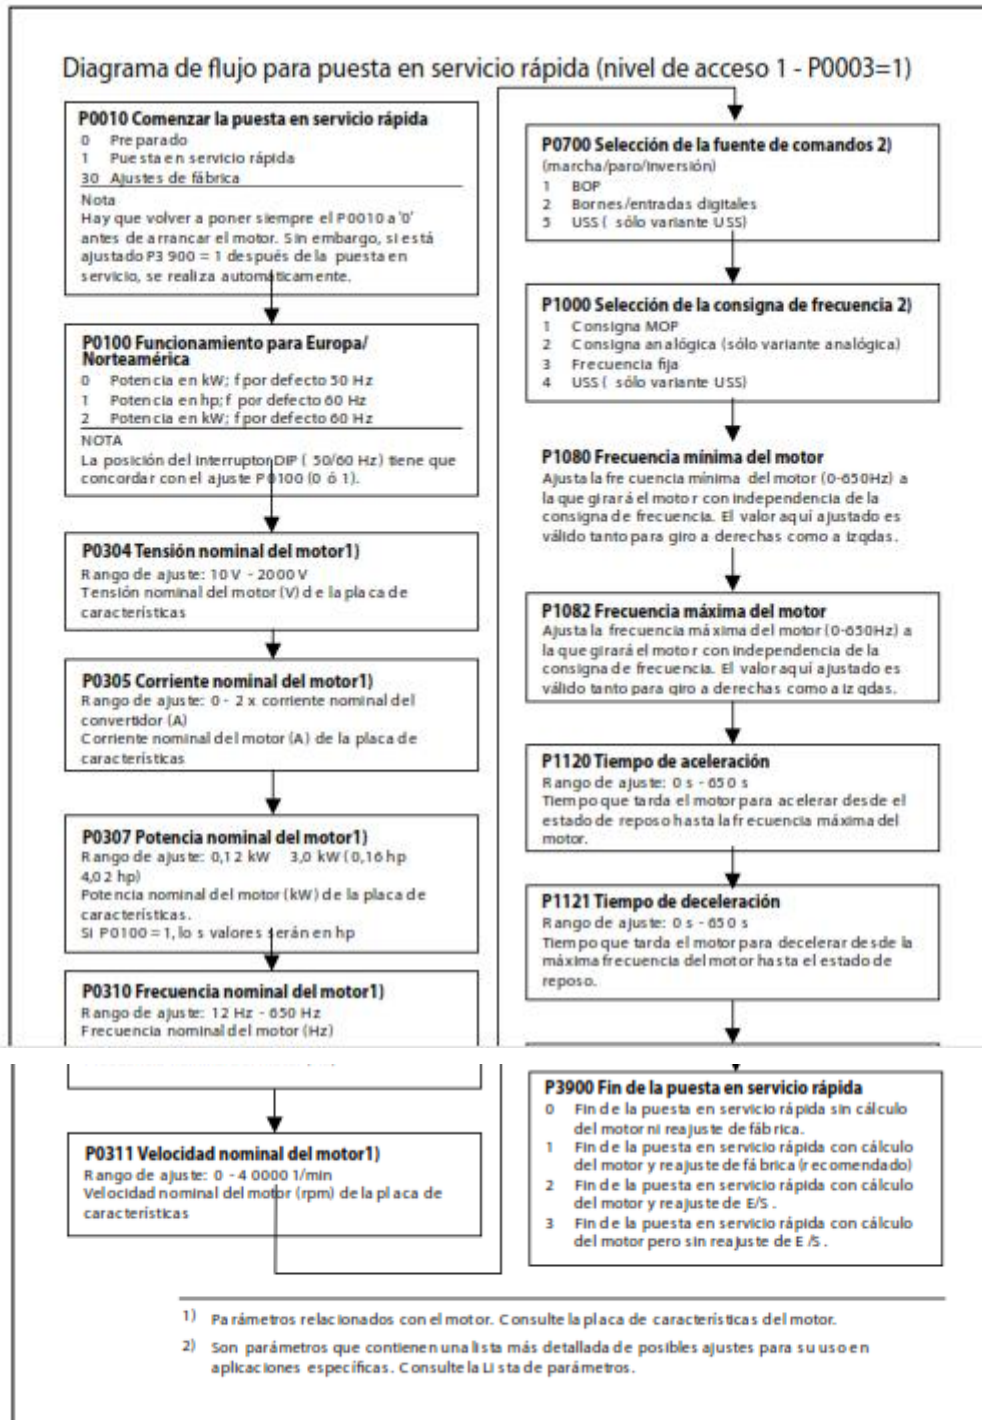 Diagrama de flujo para puesta en servicio rápida (nivel de acceso 1 - P0003=1)
P0010 Comenzar la puesta en servicio rápida
0 Preparado
1 Puesta en servicio rápida
30 Ajustes de fábrica
Nota
Hay que volver a poner siempre el P0010 a '0'
antes de arrancar el motor. Sin embargo, si está
ajustado P3900 = 1 después de la puesta en
servicio, se realiza automáticamente.
P0100 Funcionamiento para Europa/
Norteamérica
0 Potencia en kW; f por defecto 50 Hz
1 Potencia en hp; f por defecto 60 Hz
2 Potencia en kW; f por defecto 60 Hz
NOTA
La posición del interruptor DIP ( 50/60 Hz) tiene que
concordar con el ajuste P0100 (0 ó 1).
P0304 Tensión nominal del motor1)
Rango de ajuste: 10 V - 2000 V
Tensión nominal del motor (V) de la placa de
características
P0305 Corriente nominal del motor1)
Rango de ajuste: 0 - 2 x corriente nominal del
convertidor (A)
Corriente nominal del motor (A) de la placa de
características
P0307 Potencia nominal del motor1)
Rango de ajuste: 0,12 kW 3,0 kW (0,16 hp
4,02 hp)
Potencia nominal del motor (kW) de la placa de
características.
Si P0100 = 1, los valores serán en hp
P0310 Frecuencia nominal del motor1)
Rango de ajuste: 12 Hz - 650 Hz
Frecuencia nominal del motor (Hz)
P0311 Velocidad nominal del motor1)
Rango de ajuste: 0 - 4 0000 1/min
Velocidad nominal del motor (rpm) de la placa de
características
P0700 Selección de la fuente de comandos 2)
(marcha/paro/inversión)
1 BOP
2 Bornes/entradas digitales
5 USS ( sólo variante USS)
P1000 Selección de la consigna de frecuencia 2)
1 Consigna MOP
2 Consigna analógica (sólo variante analógica)
3 Frecuencia fija
4 USS ( sólo variante USS)
P1080 Frecuencia mínima del motor
Ajusta la frecuencia mínima del motor (0-650Hz) a
la que girará el motor con independencia de la
consigna de frecuencia. El valor aquí ajustado es
válido tanto para giro a derechas como a izqdas.
P1082 Frecuencia máxima del motor
Ajusta la frecuencia máxima del motor (0-650Hz) a
la que girará el motor con independencia de la
consigna de frecuencia. El valor aquí ajustado es
válido tanto para giro a derechas como a izqdas.
P1120 Tiempo de aceleración
Rango de ajuste: 0 s - 650 s
Tiempo que tarda el motor para acelerar desde el
estado de reposo hasta la frecuencia máxima del
motor.
P1121 Tiempo de deceleración
Rango de ajuste: 0 s - 650 s
Tiempo que tarda el motor para decelerar desde la
máxima frecuencia del motor hasta el estado de
reposo.
P3900 Fin de la puesta en servicio rápida
0 Fin de la puesta en servicio rápida sin cálculo
del motor ni reajuste de fábrica.
1 Fin de la puesta en servicio rápida con cálculo
del motor y reajuste de fábrica (recomendado)
2 Fin de la puesta en servicio rápida con cálculo
del motor y reajuste de E/S.
3 Fin de la puesta en servicio rápida con cálculo
del motor pero sin reajuste de E/S.
1) Parámetros relacionados con el motor. Consulte la placa de características del motor.
2) Son parámetros que contienen una lista más detallada de posibles ajustes para su uso en
aplicaciones específicas. Consulte la Lista de parámetros.